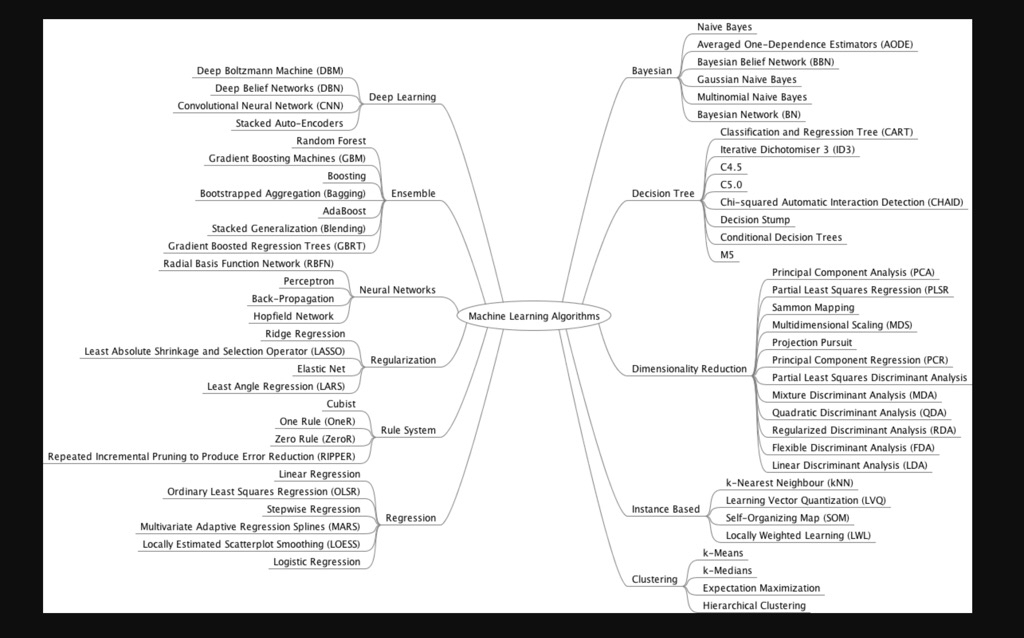 Machine Learning Algorithms
Deep Learning
Deep Boltzmann Machine (DBM)
Deep Belief Networks (DBN)
Convolutional Neural Network (CNN)
Stacked Auto-Encoders
Ensemble
Random Forest
Gradient Boosting Machines (GBM)
Boosting
Bootstrapped Aggregation (Bagging)
AdaBoost
Stacked Generalization (Blending)
Gradient Boosted Regression Trees (GBRT)
Neural Networks
Radial Basis Function Network (RBFN)
Perceptron
Back-Propagation
Hopfield Network
Regularization
Ridge Regression
Least Absolute Shrinkage and Selection Operator (LASSO)
Elastic Net
Least Angle Regression (LARS)
Rule System
Cubist
One Rule (OneR)
Zero Rule (ZeroR)
Repeated Incremental Pruning to Produce Error Reduction (RIPPER)
Regression
Linear Regression
Ordinary Least Squares Regression (OLSR)
Stepwise Regression
Multivariate Adaptive Regression Splines (MARS)
Locally Estimated Scatterplot Smoothing (LOESS)
Logistic Regression
Bayesian
Naive Bayes
Averaged One-Dependence Estimators (AODE)
Bayesian Belief Network (BBN)
Gaussian Naive Bayes
Multinomial Naive Bayes
Bayesian Network (BN)
Decision Tree
Classification and Regression Tree (CART)
Iterative Dichotomiser 3 (ID3)
C4.5
C5.0
Chi-squared Automatic Interaction Detection (CHAID)
Decision Stump
Conditional Decision Trees
M5
Dimensionality Reduction
Principal Component Analysis (PCA)
Partial Least Squares Regression (PLSR
Sammon Mapping
Multidimensional Scaling (MDS)
Projection Pursuit
Principal Component Regression (PCR)
Partial Least Squares Discriminant Analysis
Mixture Discriminant Analysis (MDA)
Quadratic Discriminant Analysis (QDA)
Regularized Discriminant Analysis (RDA)
Flexible Discriminant Analysis (FDA)
Linear Discriminant Analysis (LDA)
Instance Based
k-Nearest Neighbour (kNN)
Learning Vector Quantization (LVQ)
Self-Organizing Map (SOM)
Locally Weighted Learning (LWL)
Clustering
k-Means
k-Medians
Expectation Maximization
Hierarchical Clustering